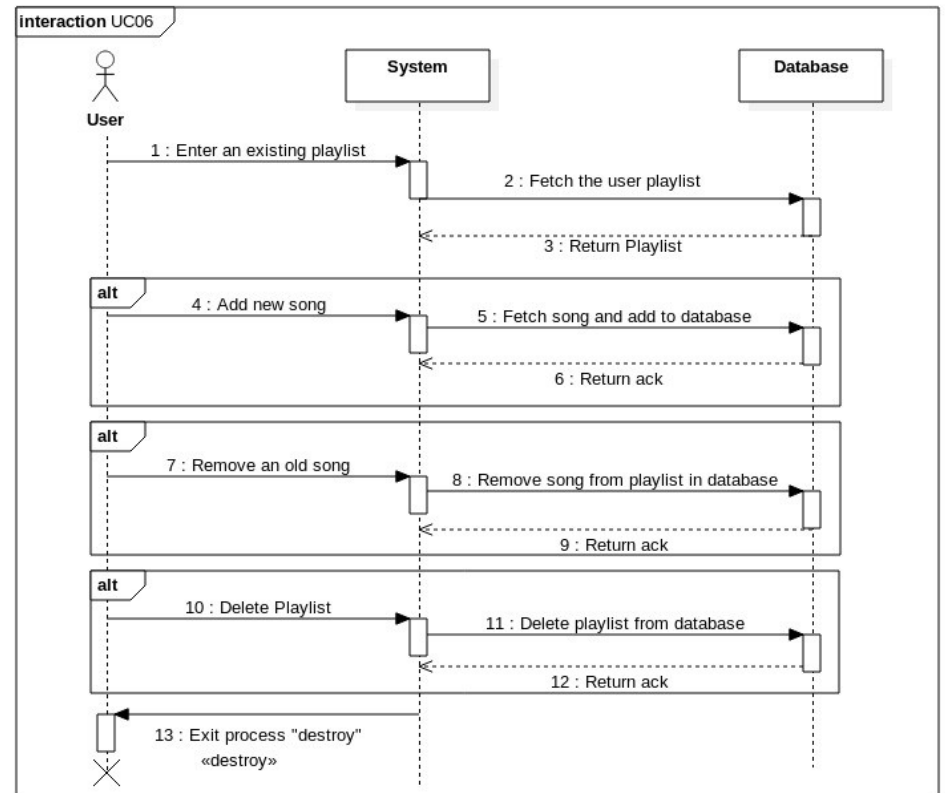 interaction UC06
System
Database
User
1 : Enter an existing playlist
2 : Fetch the user playlist
3 : Return Playlist
alt
4 : Add new song
5 : Fetch song and add to database
6 : Return ack
alt
7 : Remove an old song
8 : Remove song from playlist in database
9 : Return ack
alt
10 : Delete Playlist
11 : Delete playlist from database
12 : Return ack
13 : Exit process "destroy"
«destroy»